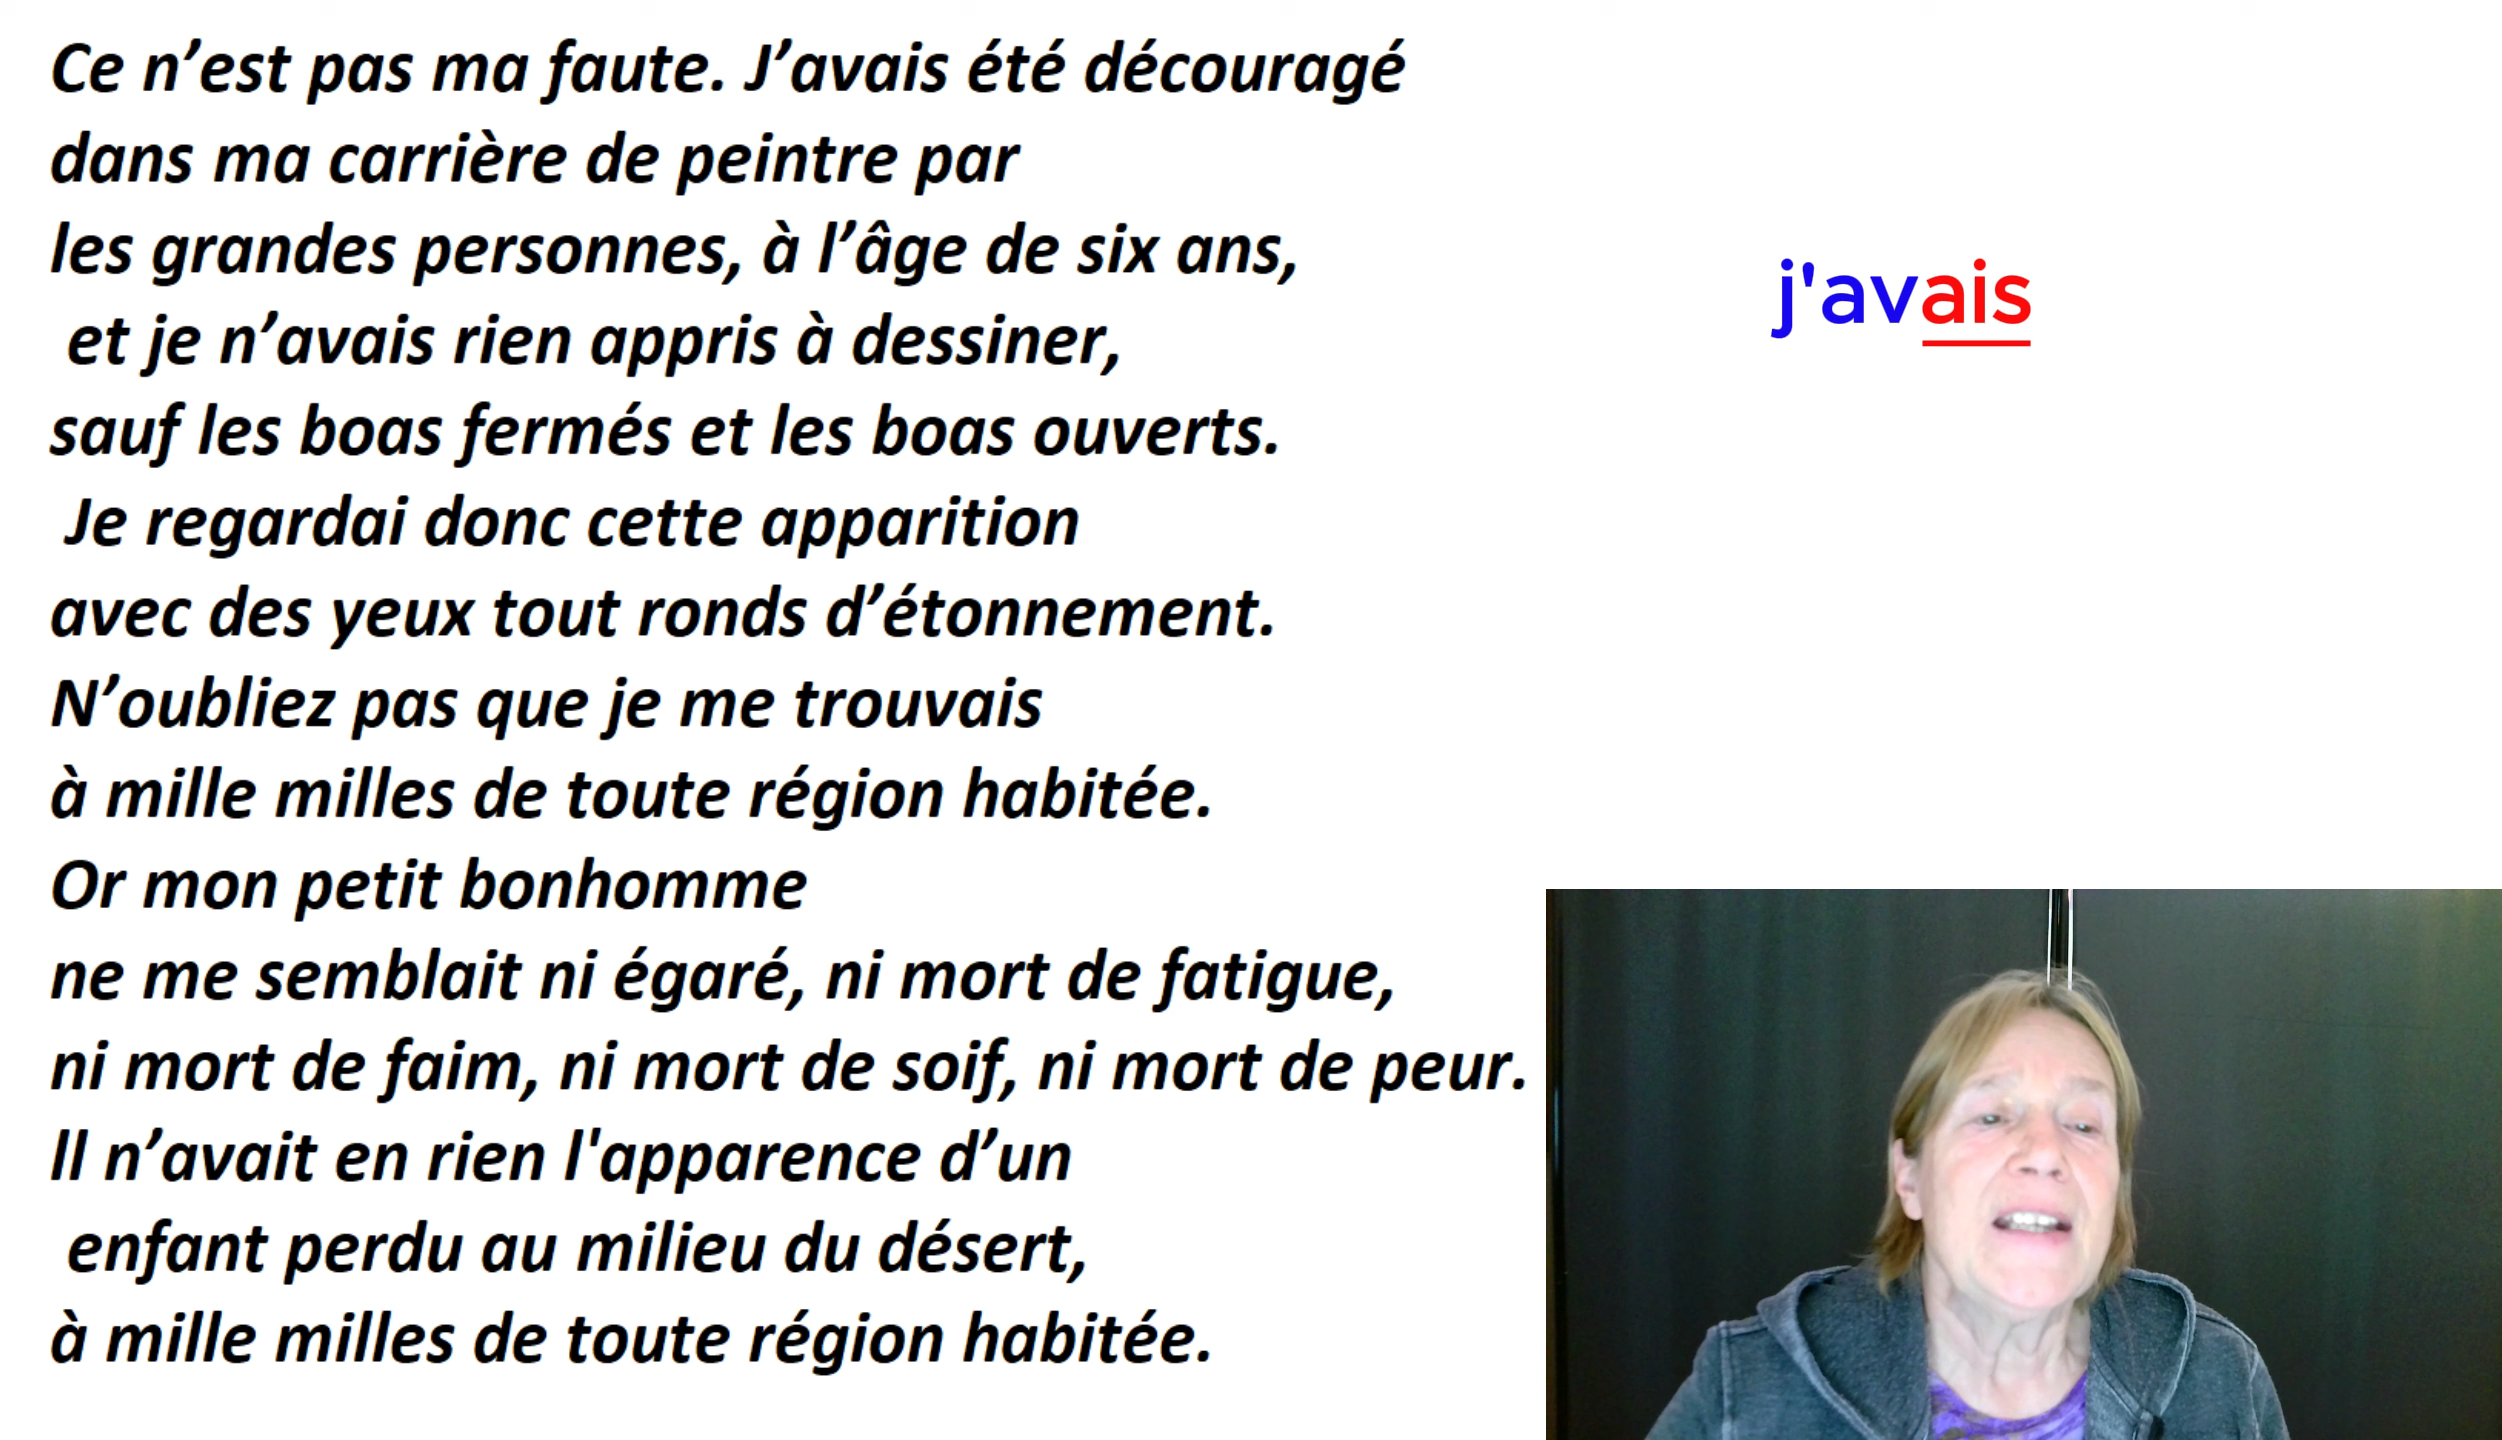 Ce n’est pas ma faute. J’avais été découragé
dans ma carrière de peintre par
les grandes personnes, à l’âge de six ans,
et je n’avais rien appris à dessiner,
sauf les boas fermés et les boas ouverts.
Je regardai donc cette apparition
avec des yeux tout ronds d’étonnement.
N’oubliez pas que je me trouvais
à mille milles de toute région habitée.
Or mon petit bonhomme
ne me semblait ni égaré, ni mort de fatigue,
ni mort de faim, ni mort de soif, ni mort de peur.
Il n’avait en rien l'apparence d’un
enfant perdu au milieu du désert,
à mille milles de toute région habitée.
j'avais